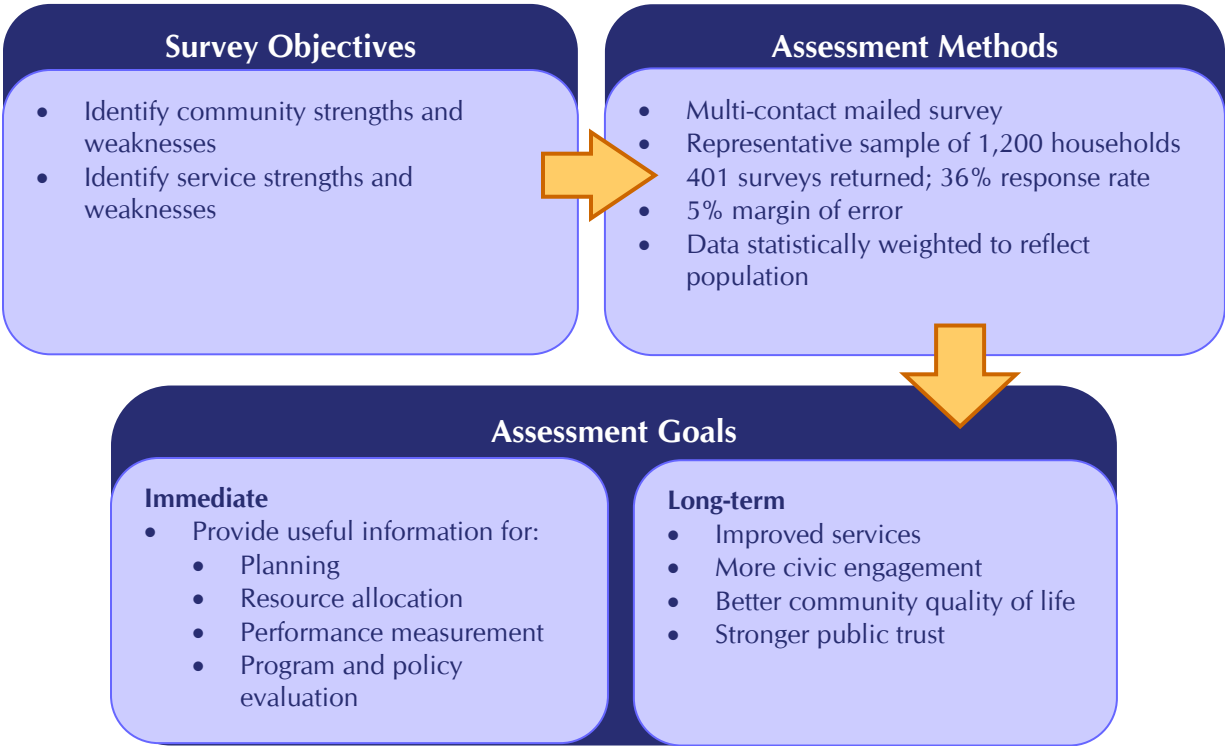 Survey Objectives
• Identify community strengths and
weaknesses
• Identify service strengths and
weaknesses
Assessment Methods
• Multi-contact mailed survey
• Representative sample of 1,200 households
401 surveys returned; 36% response rate
• 5% margin of error
• Data statistically weighted to reflect
population
Assessment Goals
Immediate
• Provide useful information for:
• Planning
• Resource allocation
• Performance measurement
• Program and policy
evaluation
Long-term
• Improved services
• More civic engagement
• Better community quality of life
• Stronger public trust